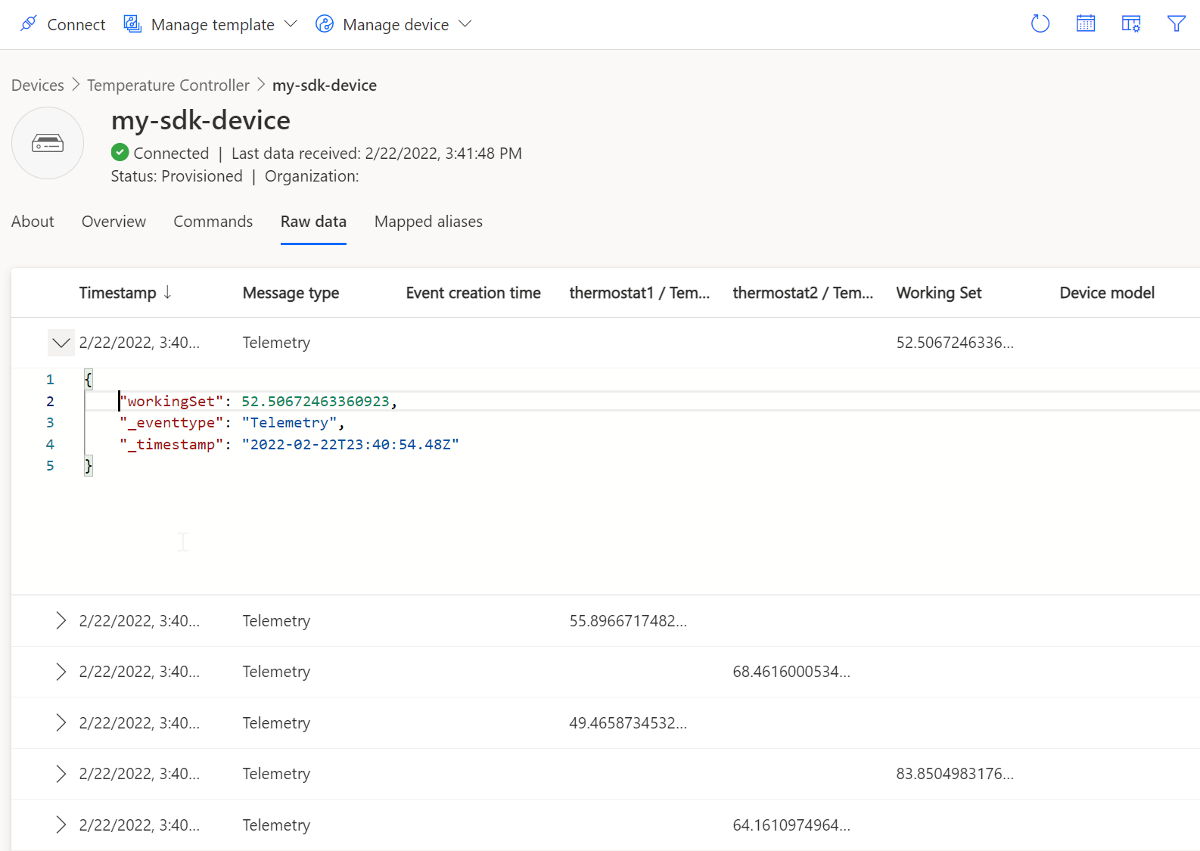 Connect Manage template Manage device
Devices > Temperature Controller > my-sdk-device
my-sdk-device
Connected | Last data received: 2/22/2022, 3:41:48 PM
Status: Provisioned | Organization:
About Overview Commands Raw data Mapped aliases
Timestamp ↓ Message type Event creation time thermostat1 / Tem... thermostat2 / Tem... Working Set Device model
2/22/2022, 3:40... Telemetry 52.5067246336...
1 {
2 "workingSet": 52.50672463360923,
3 "_eventtype": "Telemetry",
4 "_timestamp": "2022-02-22T23:40:54.48Z"
5 }
2/22/2022, 3:40... Telemetry 55.8966717482...
2/22/2022, 3:40... Telemetry 68.4616000534...
2/22/2022, 3:40... Telemetry 49.4658734532...
2/22/2022, 3:40... Telemetry 83.8504983176...
2/22/2022, 3:40... Telemetry 64.1610974964...